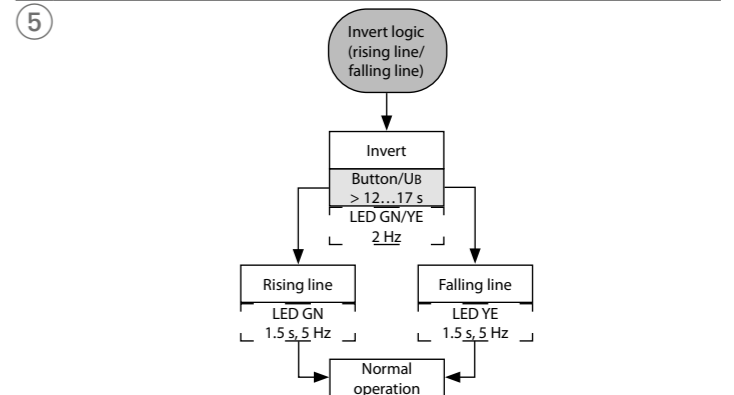 5
Invert logic
(rising line/
falling line)
Invert
Button/UB
> 12…17 s
LED GN/YE
2 Hz
Rising line
LED GN
1.5 s, 5 Hz
Falling line
LED YE
1.5 s, 5 Hz
Normal
operation